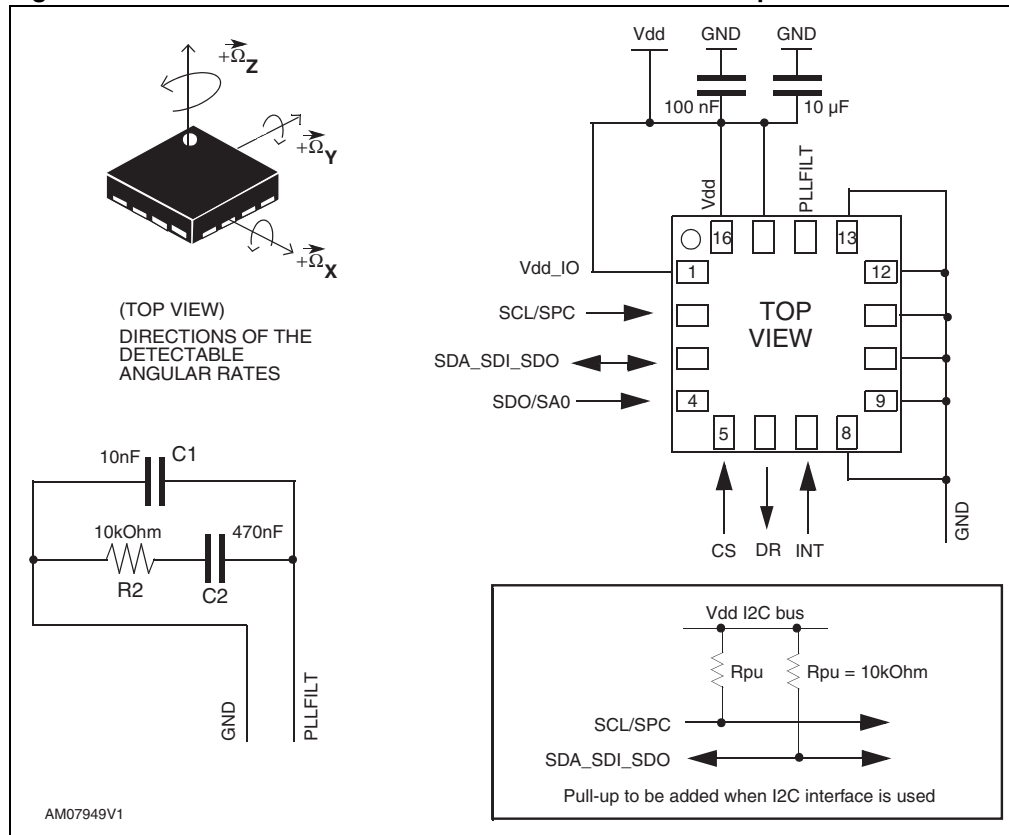 +Ω Z
+Ω Y
+Ω X
(TOP VIEW)
DIRECTIONS OF THE
DETECTABLE
ANGULAR RATES
Vdd
GND
GND
100 nF
10 µF
Vdd
PLLFILT
16
13
Vdd_IO
1
12
SCL/SPC
TOP
VIEW
SDA_SDI_SDO
SDO/SA0
4
9
5
8
CS
DR
INT
GND
10nF
C1
10kOhm
470nF
R2
C2
GND
PLLFILT
Vdd I2C bus
Rpu
Rpu = 10kOhm
SCL/SPC
SDA_SDI_SDO
Pull-up to be added when I2C interface is used
AM07949V1